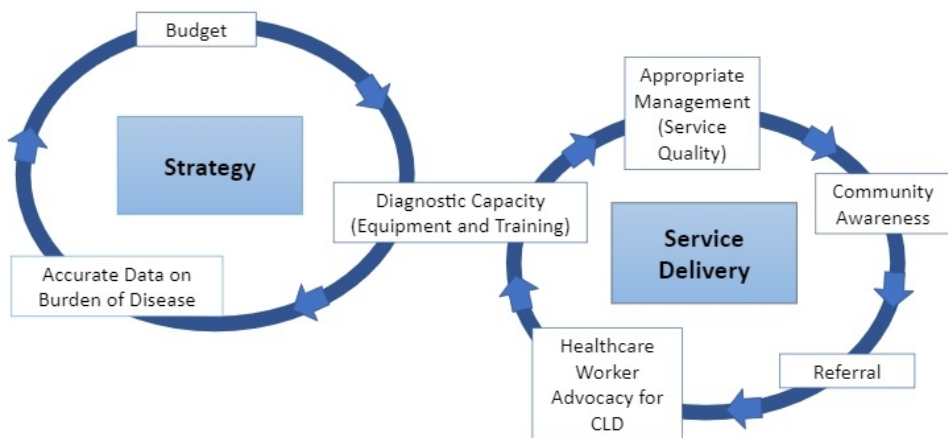 Budget
Strategy
Diagnostic Capacity
(Equipment and Training)
Accurate Data on
Burden of Disease
Appropriate
Management
(Service
Quality)
Community
Awareness
Service
Delivery
Referral
Healthcare
Worker
Advocacy for
CLD